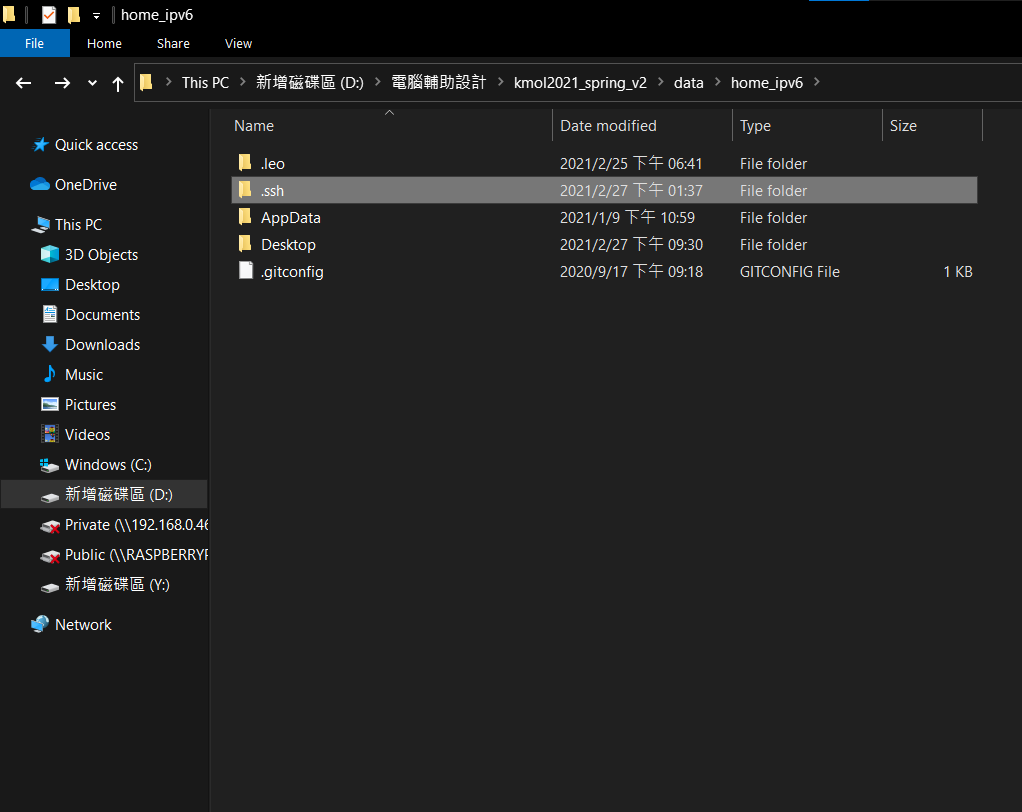 home_ipv6
File Home Share View
This PC 新增磁碟區 (D:) 電腦輔助設計 kmol2021_spring_v2 data home_ipv6
Name Date modified Type Size
.leo 2021/2/25 下午 06:41 File folder
.ssh 2021/2/27 下午 01:37 File folder
AppData 2021/1/9 下午 10:59 File folder
Desktop 2021/2/27 下午 09:30 File folder
.gitconfig 2020/9/17 下午 09:18 GITCONFIG File 1 KB
Quick access
OneDrive
This PC
3D Objects
Desktop
Documents
Downloads
Music
Pictures
Videos
Windows (C:)
新增磁碟區 (D:)
Private (\\192.168.0.46
Public (\\RASPBERRYP
新增磁碟區 (Y:)
Network